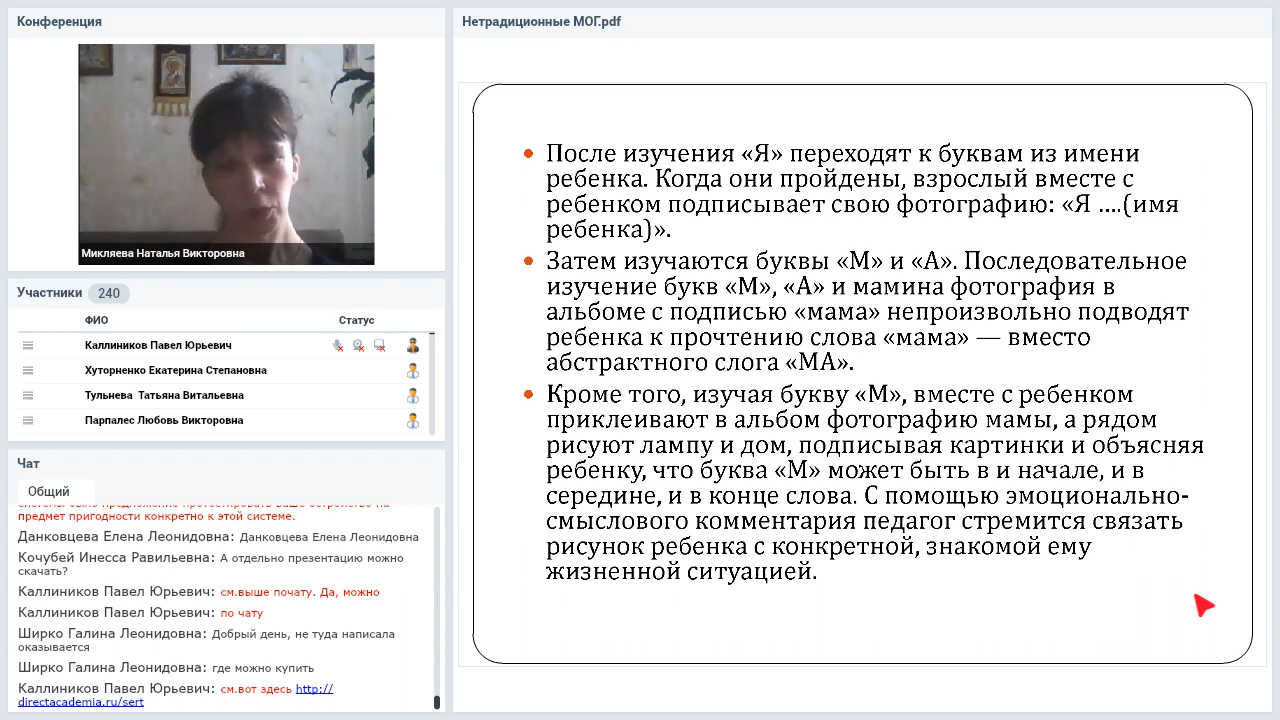 Конференция
Микляева Наталья Викторовна
Участники 240
ФИО Статус
Каллиников Павел Юрьевич
Хуторненко Екатерина Степановна
Тульнева Татьяна Витальевна
Парпалес Любовь Викторовна
Чат
Общий
предмет пригодности конкретно к этой системе.
Данковцева Елена Леонидовна: Данковцева Елена Леонидовна
Кочубей Инесса Равильевна: А отдельно презентацию можно
скачать?
Каллиников Павел Юрьевич: см.выше почату. Да, можно
Каллиников Павел Юрьевич: по чату
Ширко Галина Леонидовна: Добрый день, не туда написала
оказывается
Ширко Галина Леонидовна: где можно купить
Каллиников Павел Юрьевич: см.вот здесь http://
directacademia.ru/sert
Нетрадиционные МОГ.pdf
• После изучения «Я» переходят к буквам из имени
ребенка. Когда они пройдены, взрослый вместе с
ребенком подписывает свою фотографию: «Я ….(имя
ребенка)».
• Затем изучаются буквы «М» и «А». Последовательное
изучение букв «М», «А» и мамина фотография в
альбоме с подписью «мама» непроизвольно подводят
ребенка к прочтению слова «мама» — вместо
абстрактного слога «МА».
• Кроме того, изучая букву «М», вместе с ребенком
приклеивают в альбом фотографию мамы, а рядом
рисуют лампу и дом, подписывая картинки и объясняя
ребенку, что буква «М» может быть в и начале, и в
середине, и в конце слова. С помощью эмоционально-
смыслового комментария педагог стремится связать
рисунок ребенка с конкретной, знакомой ему
жизненной ситуацией.